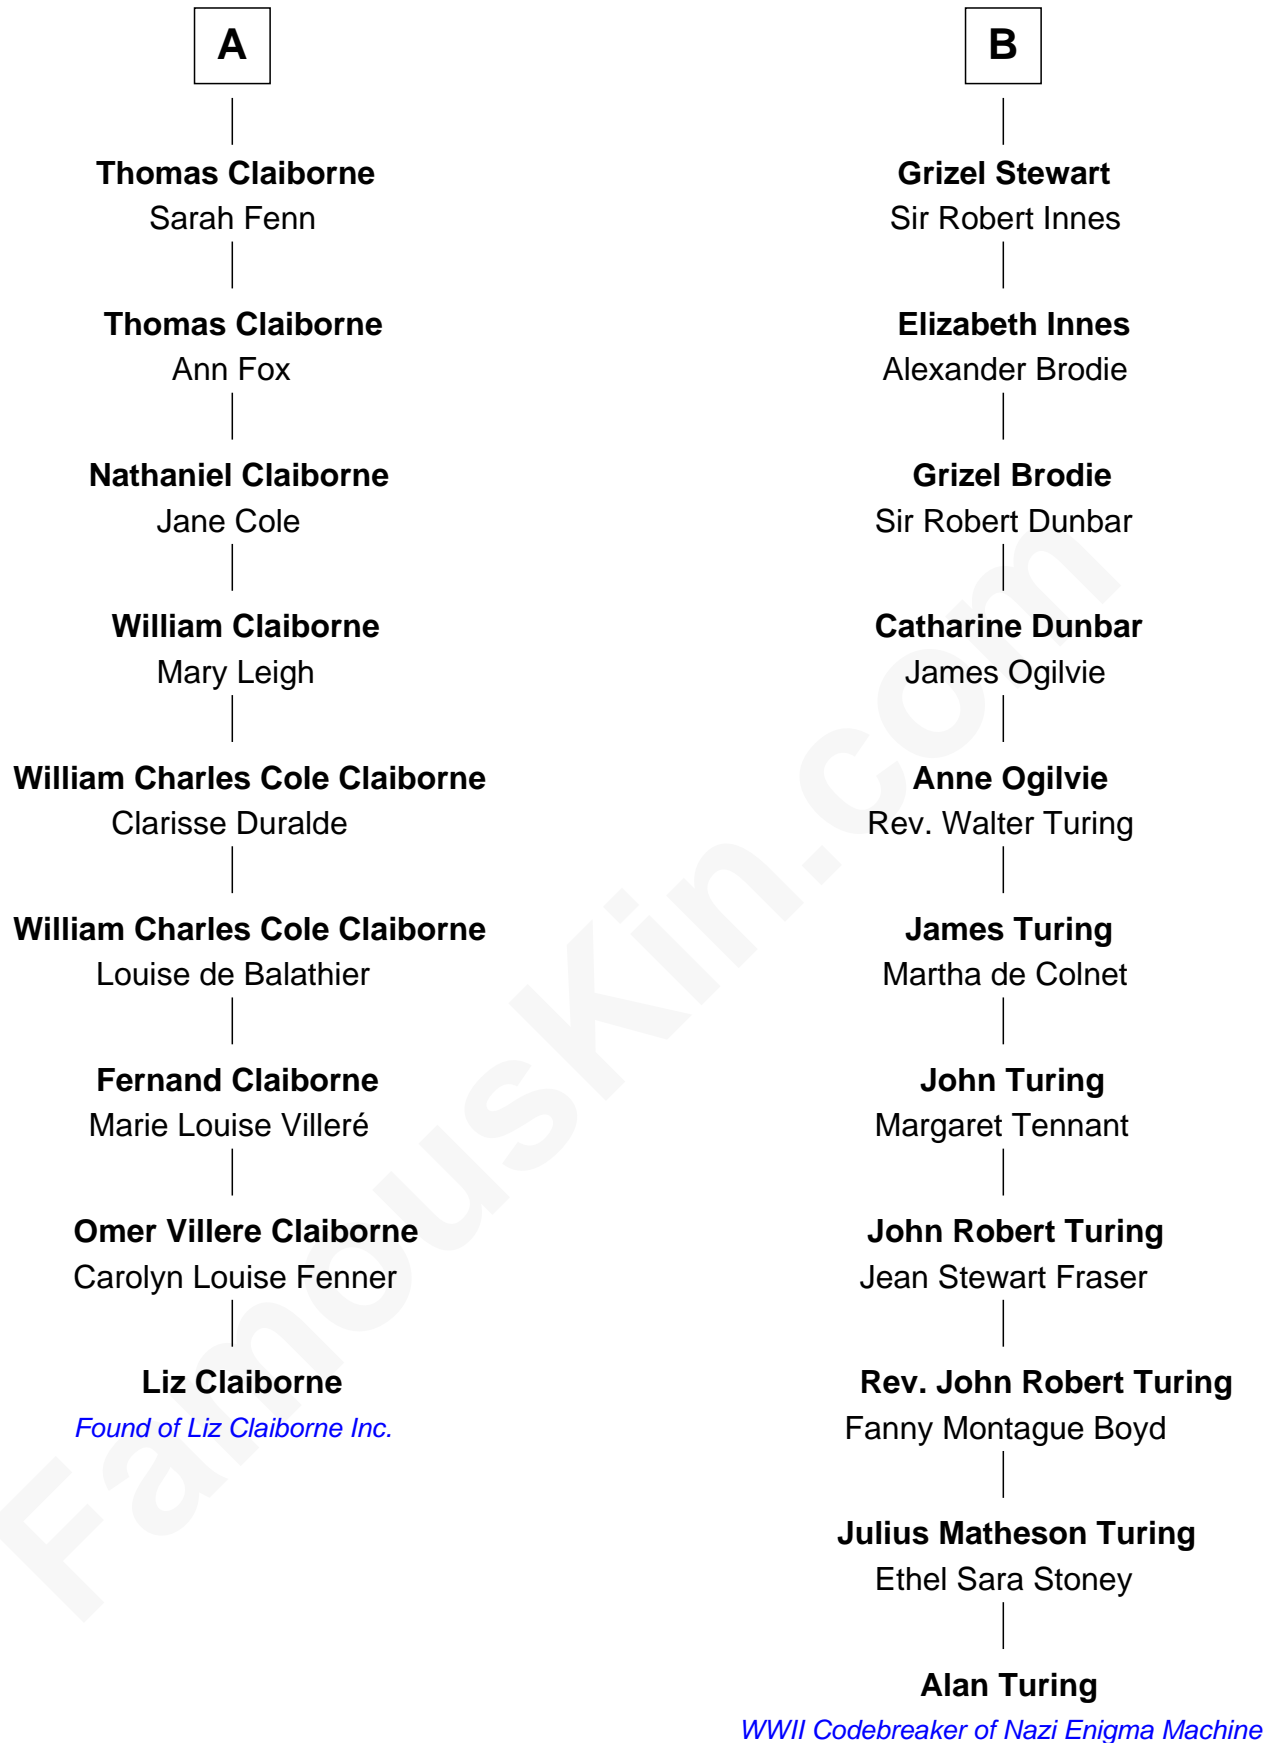 A
Thomas Claiborne
Sarah Fenn
Thomas Claiborne
Ann Fox
Nathaniel Claiborne
Jane Cole
William Claiborne
Mary Leigh
William Charles Cole Claiborne
Clarisse Duralde
William Charles Cole Claiborne
Louise de Balathier
Fernand Claiborne
Marie Louise Villeré
Omer Villere Claiborne
Carolyn Louise Fenner
Liz Claiborne
Found of Liz Claiborne Inc.
B
Grizel Stewart
Sir Robert Innes
Elizabeth Innes
Alexander Brodie
Grizel Brodie
Sir Robert Dunbar
Catharine Dunbar
James Ogilvie
Anne Ogilvie
Rev. Walter Turing
James Turing
Martha de Colnet
John Turing
Margaret Tennant
John Robert Turing
Jean Stewart Fraser
Rev. John Robert Turing
Fanny Montague Boyd
Julius Matheson Turing
Ethel Sara Stoney
Alan Turing
WWII Codebreaker of Nazi Enigma Machine
FamousKin.com